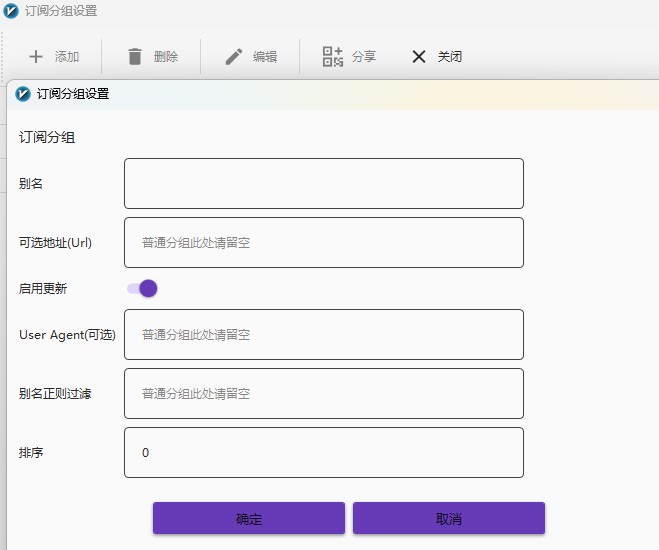 订阅分组设置
添加 删除 编辑 分享 关闭
订阅分组设置
订阅分组
别名
可选地址(Url) 普通分组此处请留空
启用更新
User Agent(可选) 普通分组此处请留空
别名正则过滤 普通分组此处请留空
排序 0
确定 取消